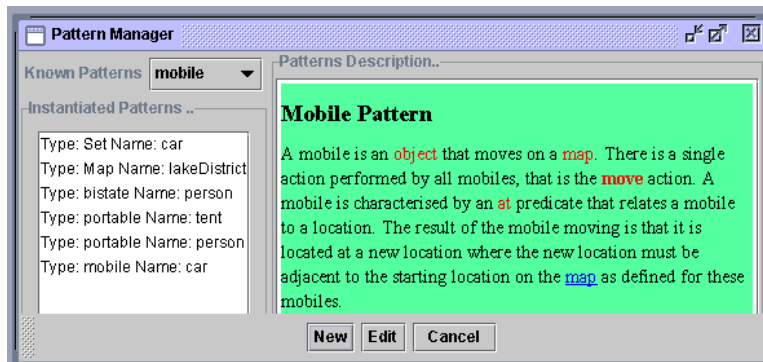 Pattern Manager
Known Patterns mobile
Instantiated Patterns ..
Type: Set Name: car
Type: Map Name: lakeDistrict
Type: bistate Name: person
Type: portable Name: tent
Type: portable Name: person
Type: mobile Name: car
Patterns Description..
Mobile Pattern
A mobile is an object that moves on a map. There is a single
action performed by all mobiles, that is the move action. A
mobile is characterised by an at predicate that relates a mobile
to a location. The result of the mobile moving is that it is
located at a new location where the new location must be
adjacent to the starting location on the map as defined for these
mobiles.
New Edit Cancel